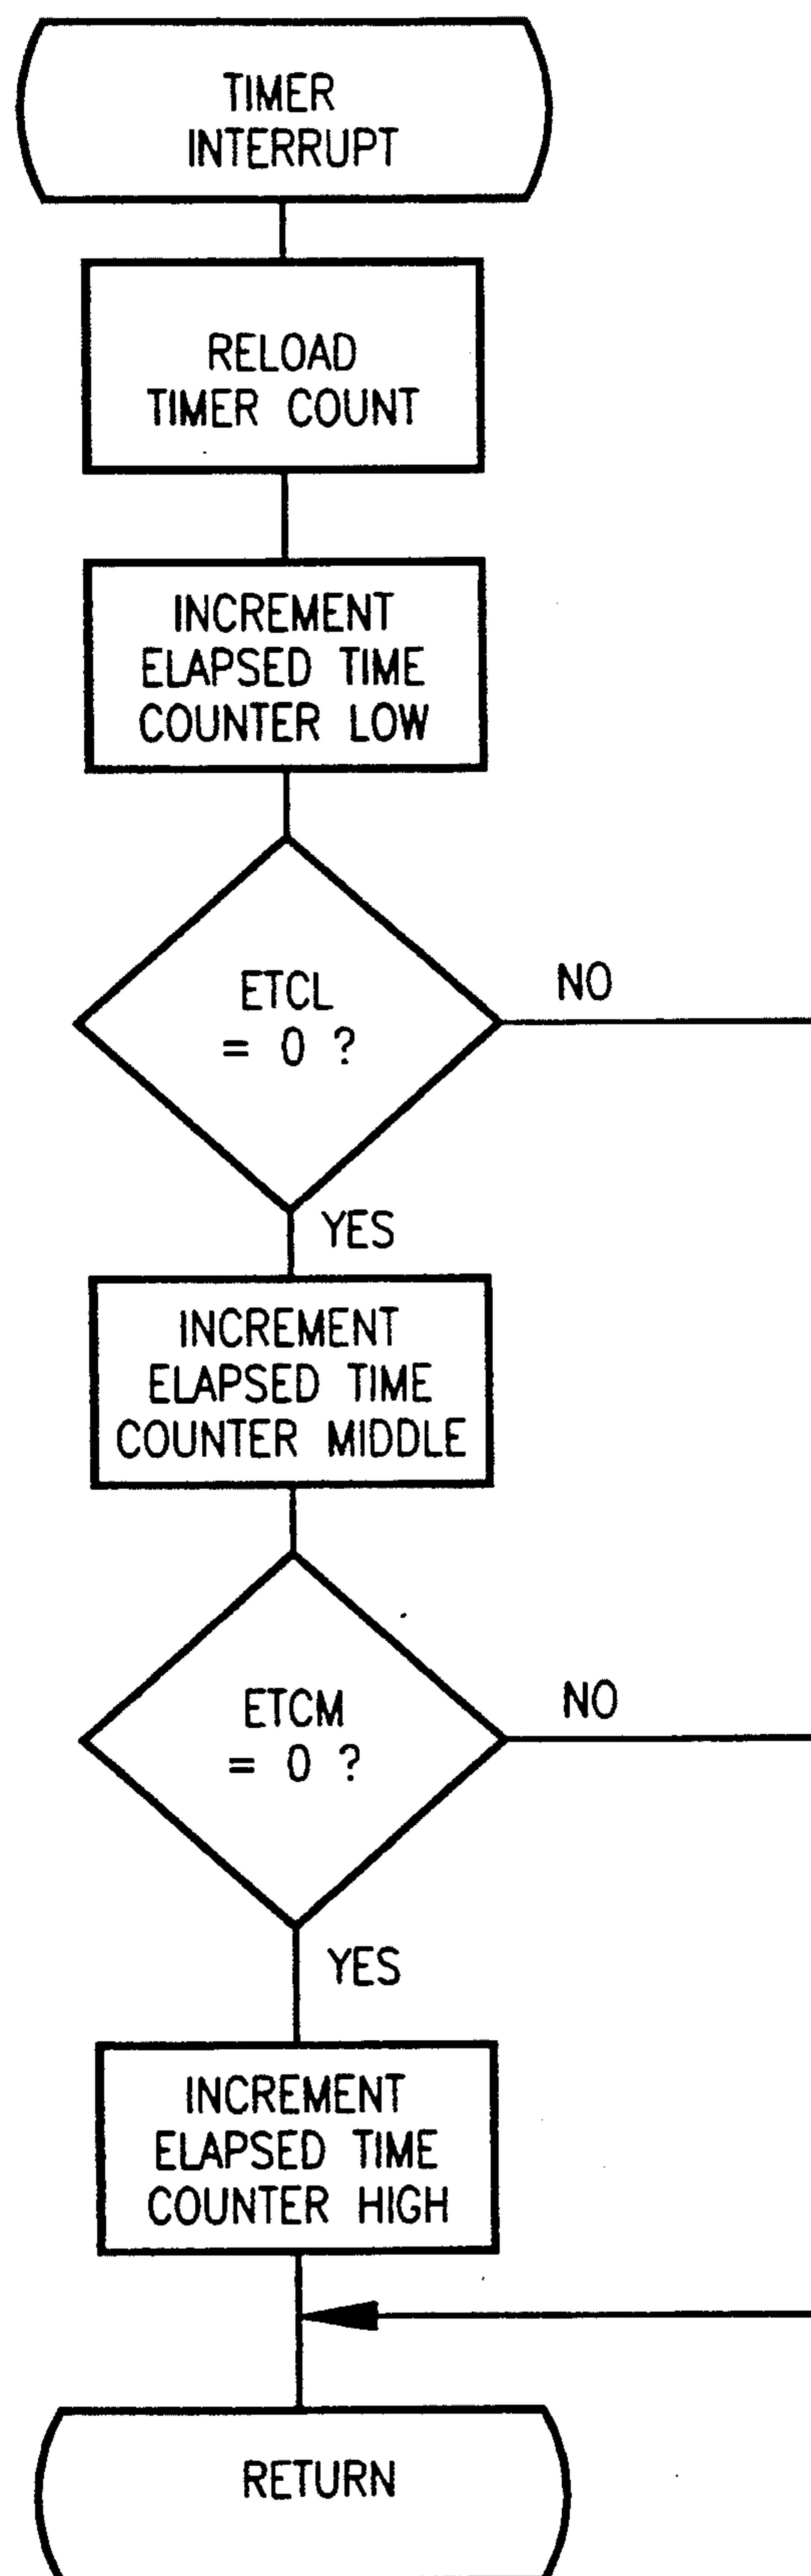 TIMER
INTERRUPT
RELOAD
TIMER COUNT
INCREMENT
ELAPSED TIME
COUNTER LOW
ETCL
= 0 ?
NO
YES
INCREMENT
ELAPSED TIME
COUNTER MIDDLE
ETCM
= 0 ?
NO
YES
INCREMENT
ELAPSED TIME
COUNTER HIGH
RETURN